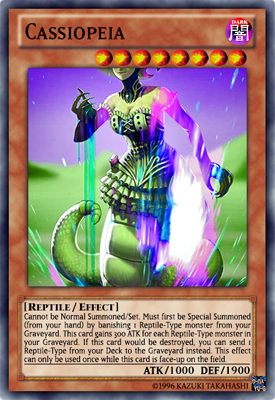 Cassiopeia
DARK
闇
[Reptile / Effect]
Cannot be Normal Summoned/Set. Must first be Special Summoned
(from your hand) by banishing 1 Reptile-Type monster from your
Graveyard. This card gains 300 ATK for each Reptile-Type monster in
your Graveyard. If this card would be destroyed, you can send 1
Reptile-Type from your Deck to the Graveyard instead. This effect
can only be used once while this card is face-up on the field.
ATK/1000 DEF/1900
©1996 KAZUKI TAKAHASHI